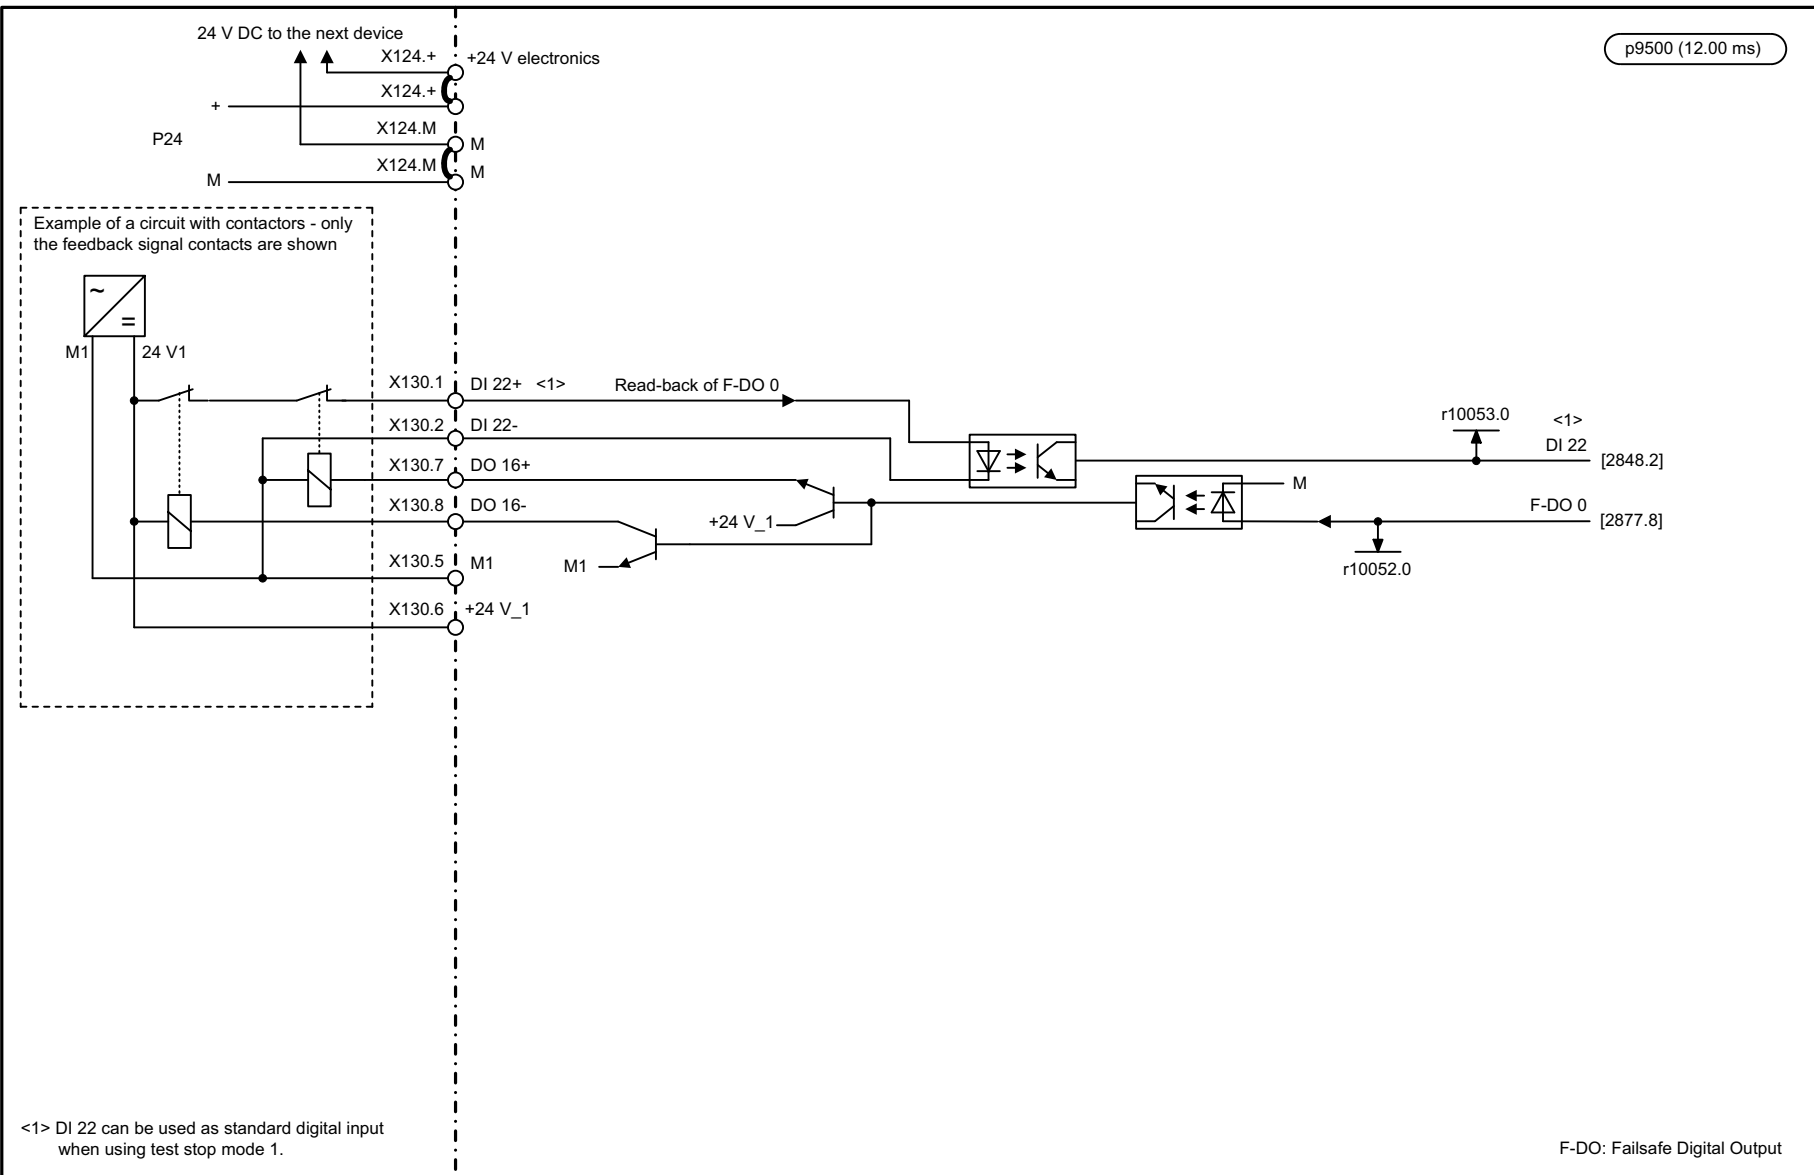 24 V DC to the next device
p9500 (12.00 ms)
X124.+
+24 V electronics
X124.+
+
X124.M
P24
M
X124.M
M
M
Example of a circuit with contactors - only
the feedback signal contacts are shown
~
=
M1
24 V1
X130.1
DI 22+
<1>
Read-back of F-DO 0
r10053.0
<1>
X130.2
DI 22-
DI 22
[2848.2]
X130.7
DO 16+
M
X130.8
DO 16-
+24 V_1
F-DO 0
[2877.8]
X130.5
M1
M1
r10052.0
X130.6
+24 V_1
<1> DI 22 can be used as standard digital input
when using test stop mode 1.
F-DO: Failsafe Digital Output